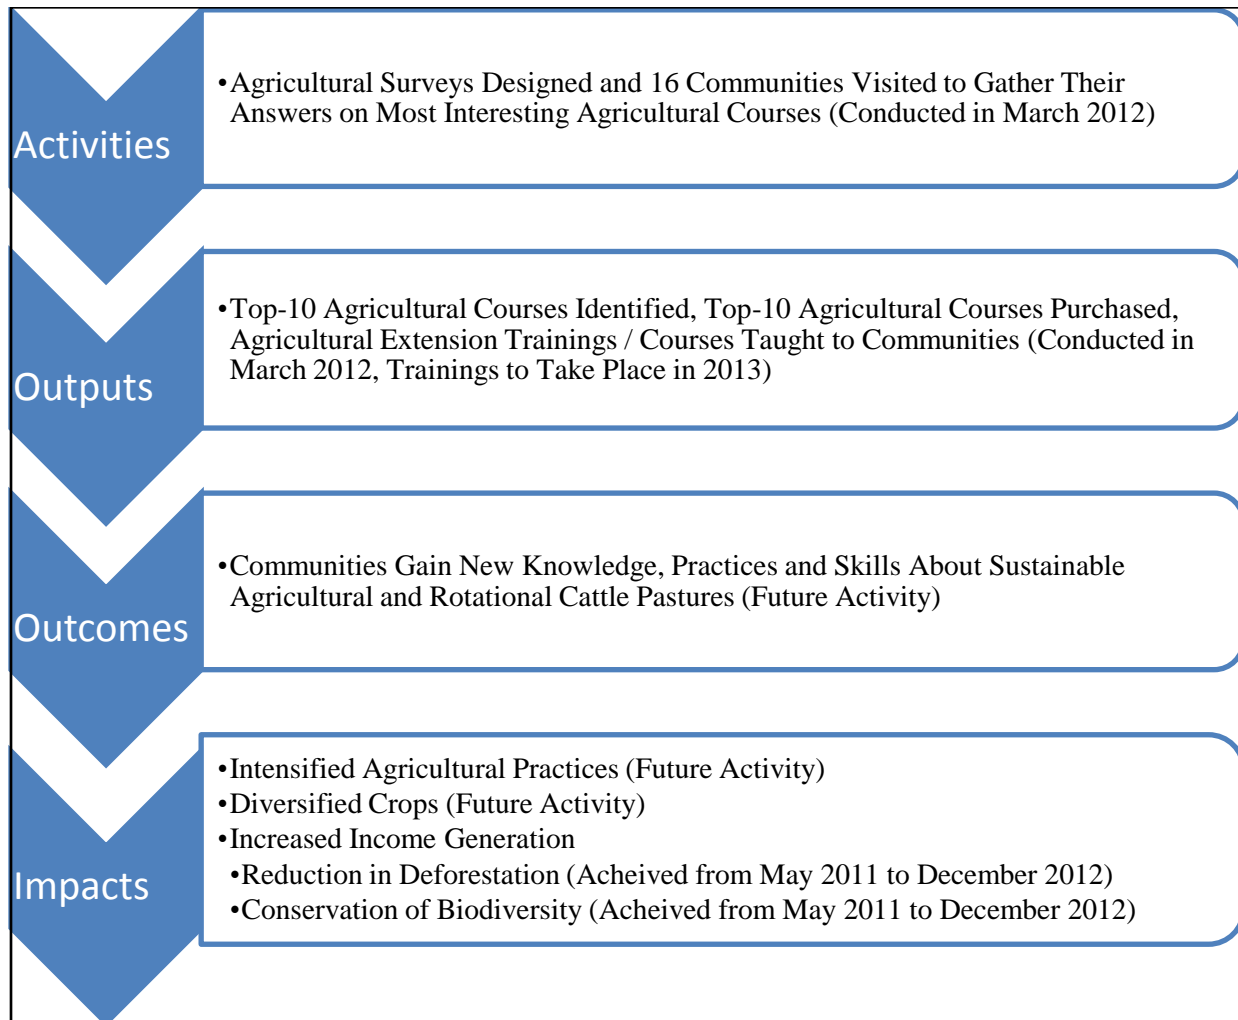 Activities
•Agricultural Surveys Designed and 16 Communities Visited to Gather Their
Answers on Most Interesting Agricultural Courses (Conducted in March 2012)
Outputs
•Top-10 Agricultural Courses Identified, Top-10 Agricultural Courses Purchased,
Agricultural Extension Trainings / Courses Taught to Communities (Conducted in
March 2012, Trainings to Take Place in 2013)
Outcomes
•Communities Gain New Knowledge, Practices and Skills About Sustainable
Agricultural and Rotational Cattle Pastures (Future Activity)
Impacts
•Intensified Agricultural Practices (Future Activity)
•Diversified Crops (Future Activity)
•Increased Income Generation
•Reduction in Deforestation (Acheived from May 2011 to December 2012)
•Conservation of Biodiversity (Acheived from May 2011 to December 2012)